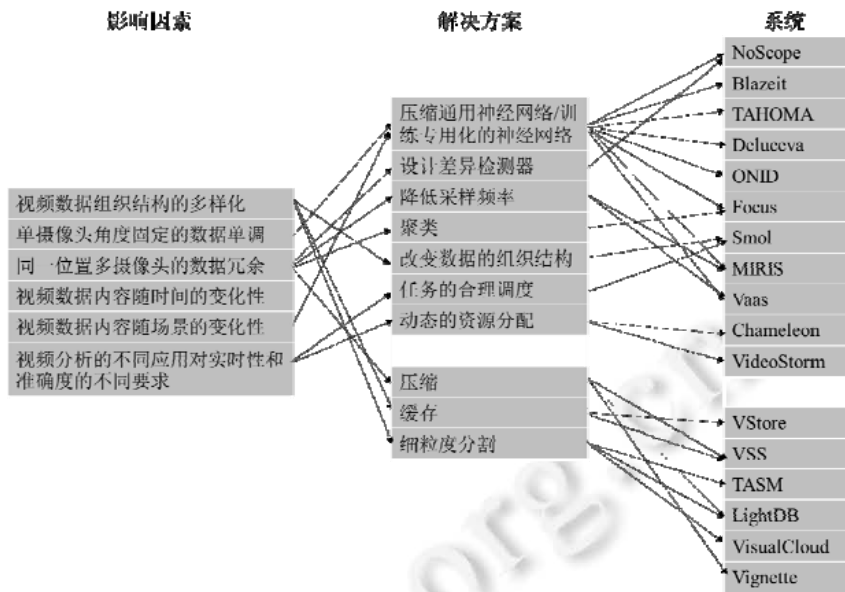 影响因素
视频数据组织结构的多样化
单摄像头角度固定的数据单调
同一位置多摄像头的数据冗余
视频数据内容随时间的变化性
视频数据内容随场景的变化性
视频分析的不同应用对实时性和
准确度的不同要求
解决方案
压缩通用神经网络/训
练专用化的神经网络
设计差异检测器
降低采样频率
聚类
改变数据的组织结构
任务的合理调度
动态的资源分配
压缩
缓存
细粒度分割
系统
NoScope
Blazeit
TAHOMA
Deluceva
ONID
Focus
Smol
MIRIS
Vaas
Chameleon
VideoStorm
VStore
VSS
TASM
LightDB
VisualCloud
Vignette